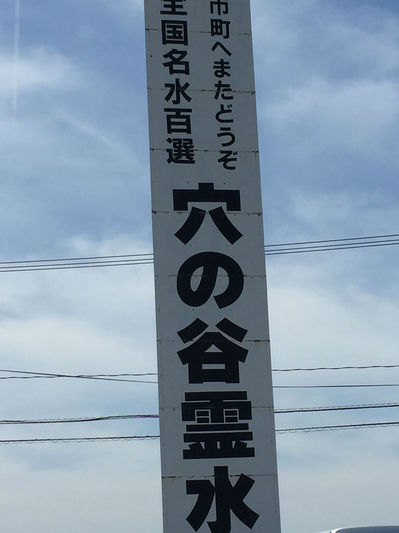 市町へまたどうぞ
全国名水百選
穴の谷霊水